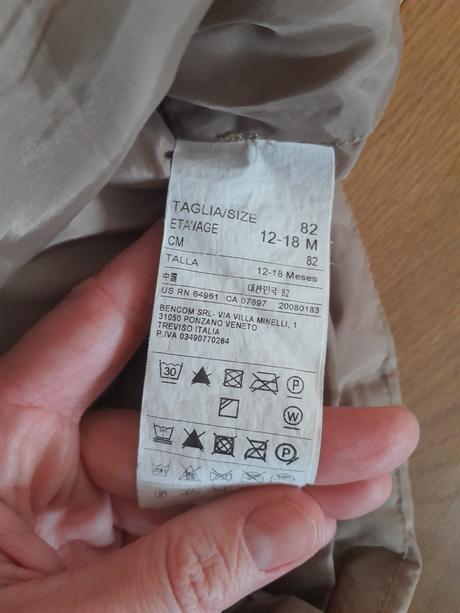 TAGLIA/SIZE 82
ETA'/AGE 12-18 M
CM 82
TALLA 12-18 Meses
中国 대한민국 82
US RN 64961 CA 07697 20080183
BENCOM SRL- VIA VILLA MINELLI, 1
31050 PONZANO VENETO
TREVISO ITALIA
P.IVA 03490770264
30 P
W
P